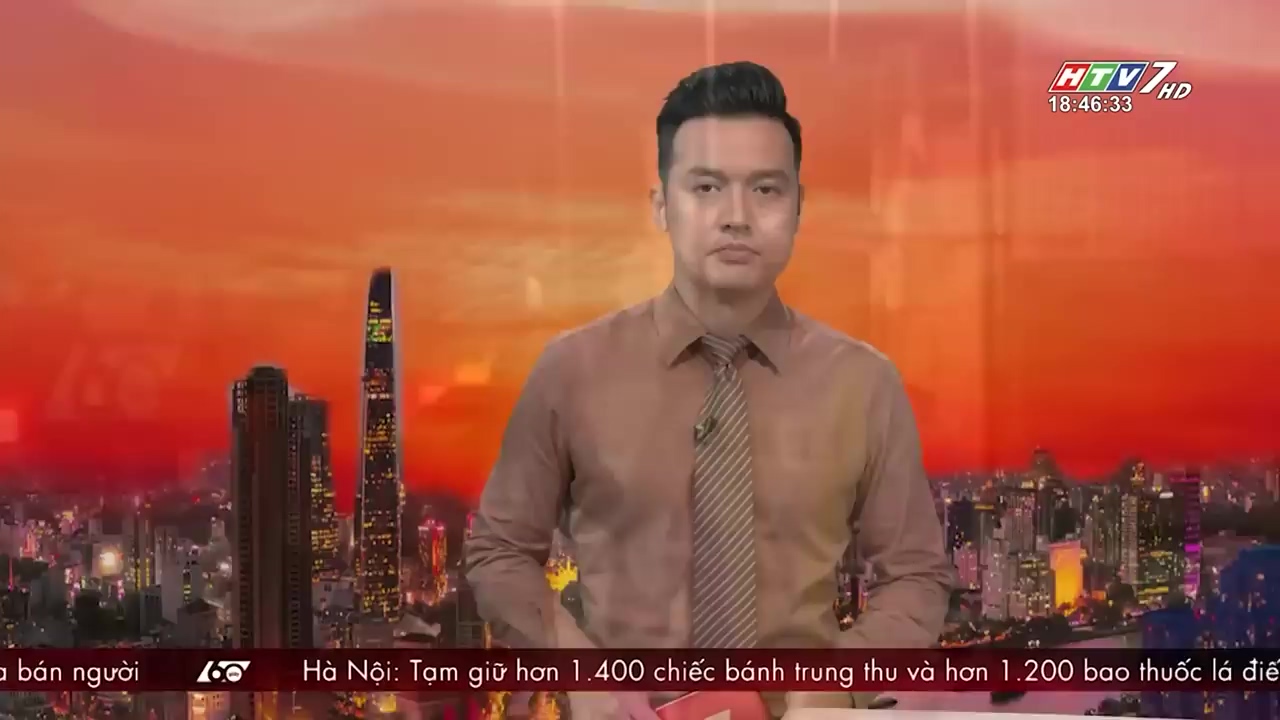 HTV7 HD
18:46:33
a bán người 60 Hà Nội: Tạm giữ hơn 1.400 chiếc bánh trung thu và hơn 1.200 bao thuốc lá điế